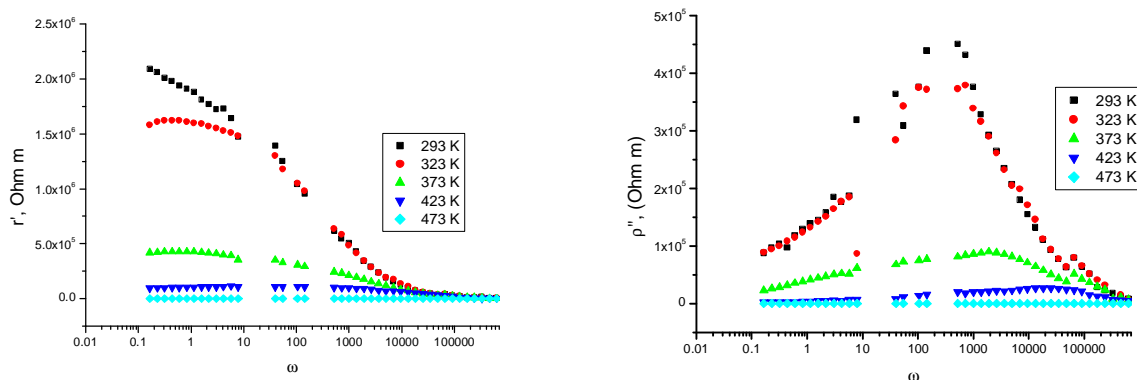 2.5x10⁶
2.0x10⁶
1.5x10⁶
1.0x10⁶
5.0x10⁵
0.0
r', Ohm m
0.01 0.1 1 10 100 1000 10000 100000
ω
293 K
323 K
373 K
423 K
473 K
5x10⁵
4x10⁵
3x10⁵
2x10⁵
1x10⁵
0
ρ'', (Ohm m)
0.01 0.1 1 10 100 1000 10000 100000
ω
293 K
323 K
373 K
423 K
473 K